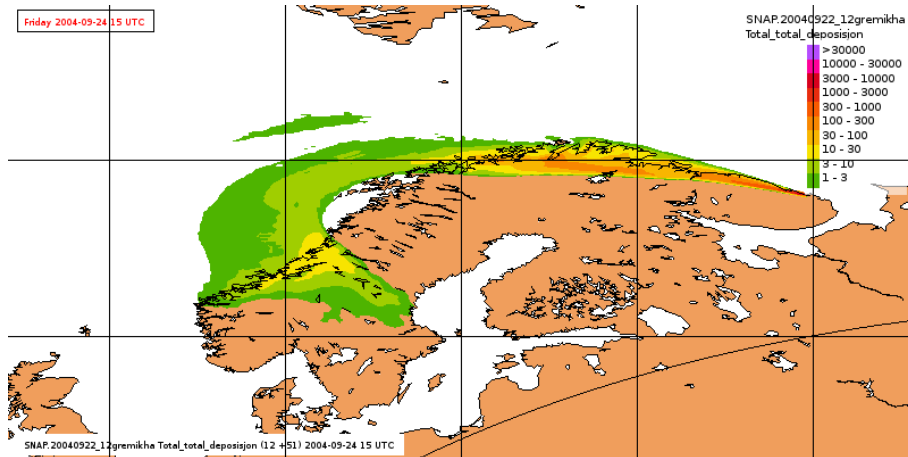 Friday 2004-09-24 15 UTC
SNAP.20040922_12gremikha
Total_total_deposisjon
>30000
10000 - 30000
3000 - 10000
1000 - 3000
300 - 1000
100 - 300
30 - 100
10 - 30
3 - 10
1 - 3
SNAP.20040922_12gremikha Total_total_deposisjon (12 +51) 2004-09-24 15 UTC